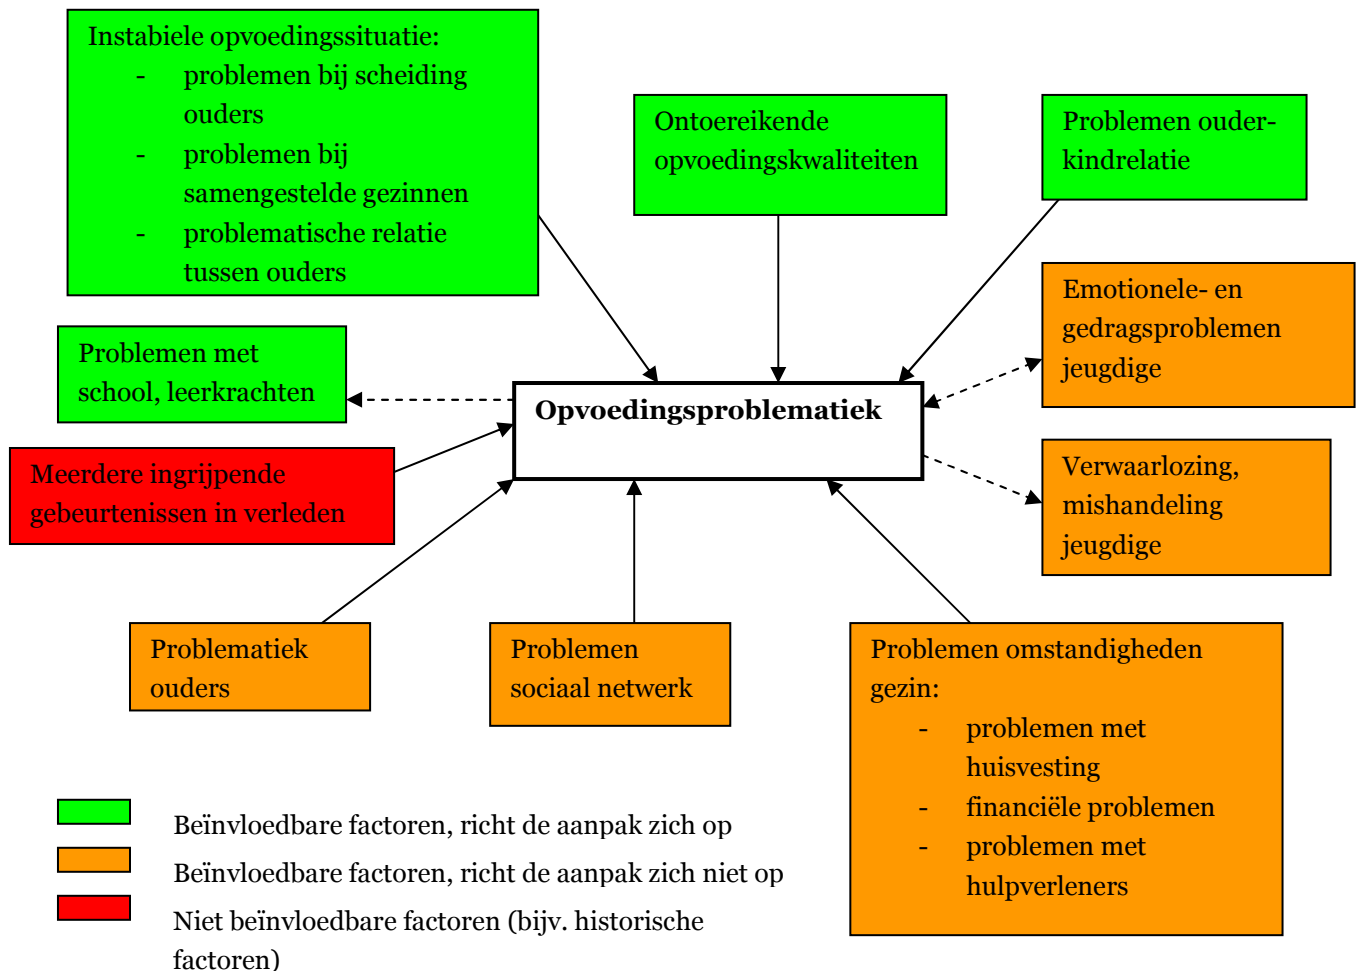 Instabiele opvoedingssituatie:
- problemen bij scheiding
ouders
- problemen bij
samengestelde gezinnen
- problematische relatie
tussen ouders
Ontoereikende
opvoedingskwaliteiten
Problemen ouder-
kindrelatie
Emotionele- en
gedragsproblemen
jeugdige
Problemen met
school, leerkrachten
Opvoedingsproblematiek
Meerdere ingrijpende
gebeurtenissen in verleden
Verwaarlozing,
mishandeling
jeugdige
Problematiek
ouders
Problemen
sociaal netwerk
Problemen omstandigheden
gezin:
- problemen met
huisvesting
- financiële problemen
- problemen met
hulpverleners
Beïnvloedbare factoren, richt de aanpak zich op
Beïnvloedbare factoren, richt de aanpak zich niet op
Niet beïnvloedbare factoren (bijv. historische
factoren)